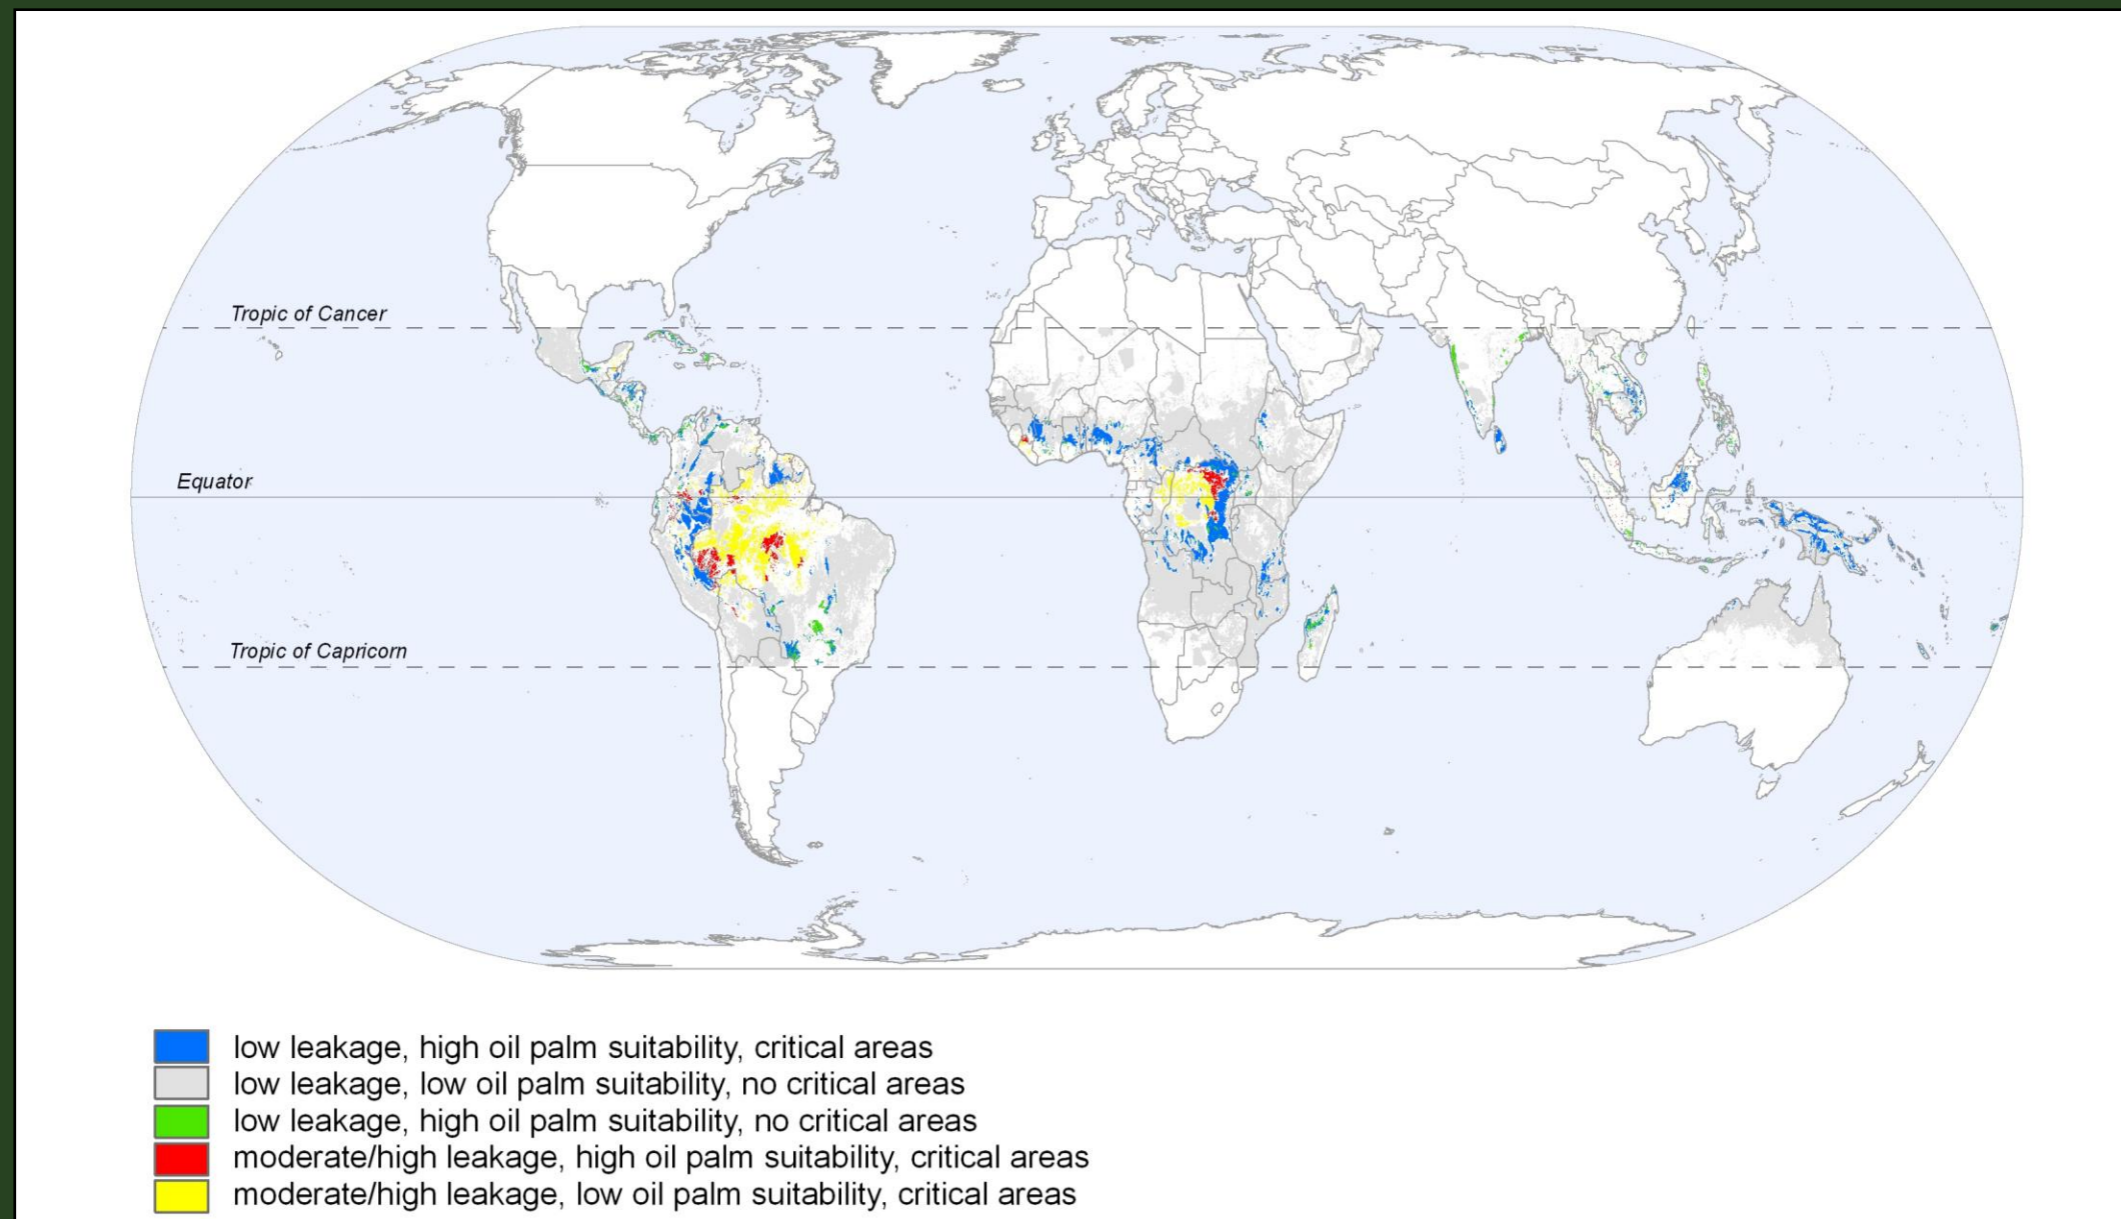 Tropic of Cancer
Equator
Tropic of Capricorn
low leakage, high oil palm suitability, critical areas
low leakage, low oil palm suitability, no critical areas
low leakage, high oil palm suitability, no critical areas
moderate/high leakage, high oil palm suitability, critical areas
moderate/high leakage, low oil palm suitability, critical areas